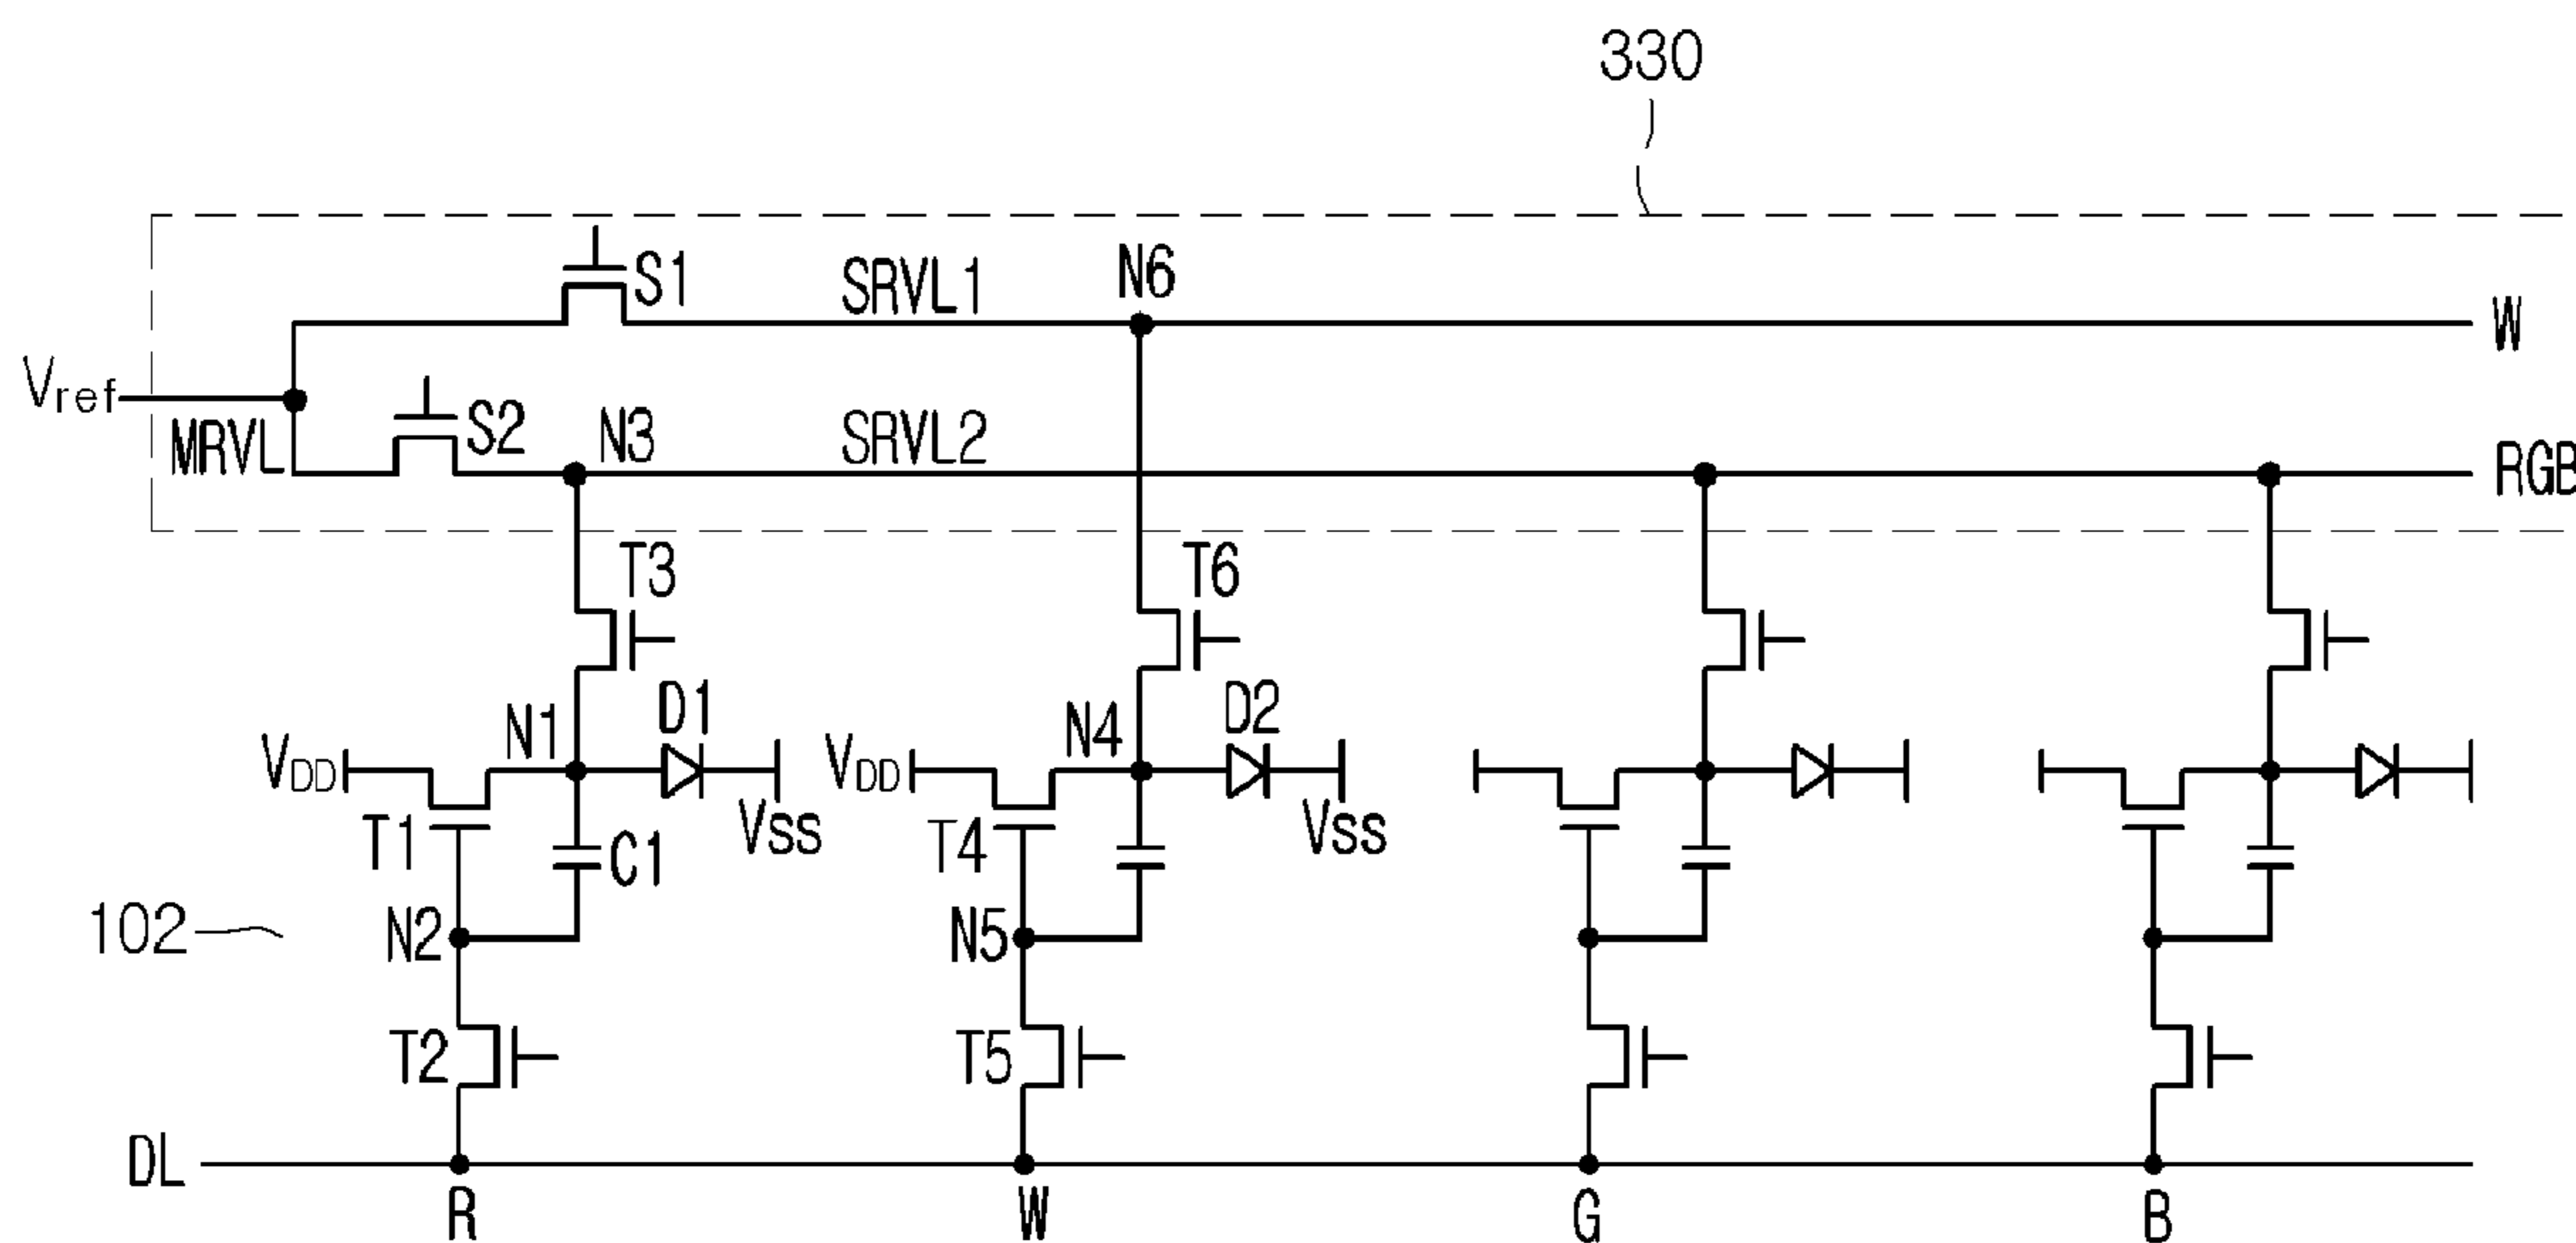 330
S1 SRVL1 N6 W
Vref
MRVL S2 N3 SRVL2 RGB
T3 T6
N1 D1 N4 D2
VDD VDD
T1 C1 Vss T4 Vss
102 N2 N5
T2 T5
DL
R W G B